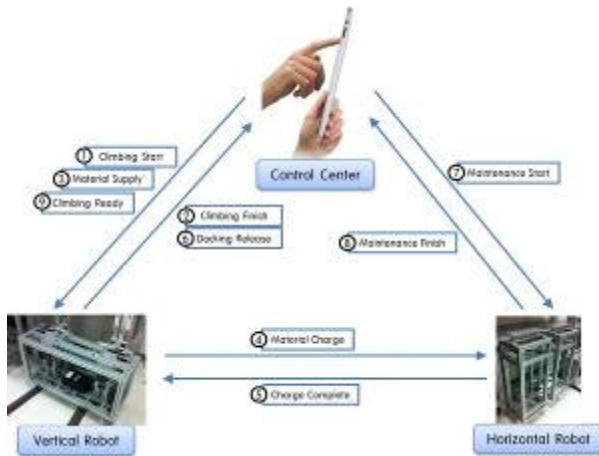 ① Climbing Start
③ Material Supply
⑨ Climbing Ready
Control Center
⑦ Maintenance Start
② Climbing Finish
⑥ Docking Release
⑧ Maintenance Finish
④ Material Charge
⑤ Charge Complete
Vertical Robot
Horizontal Robot